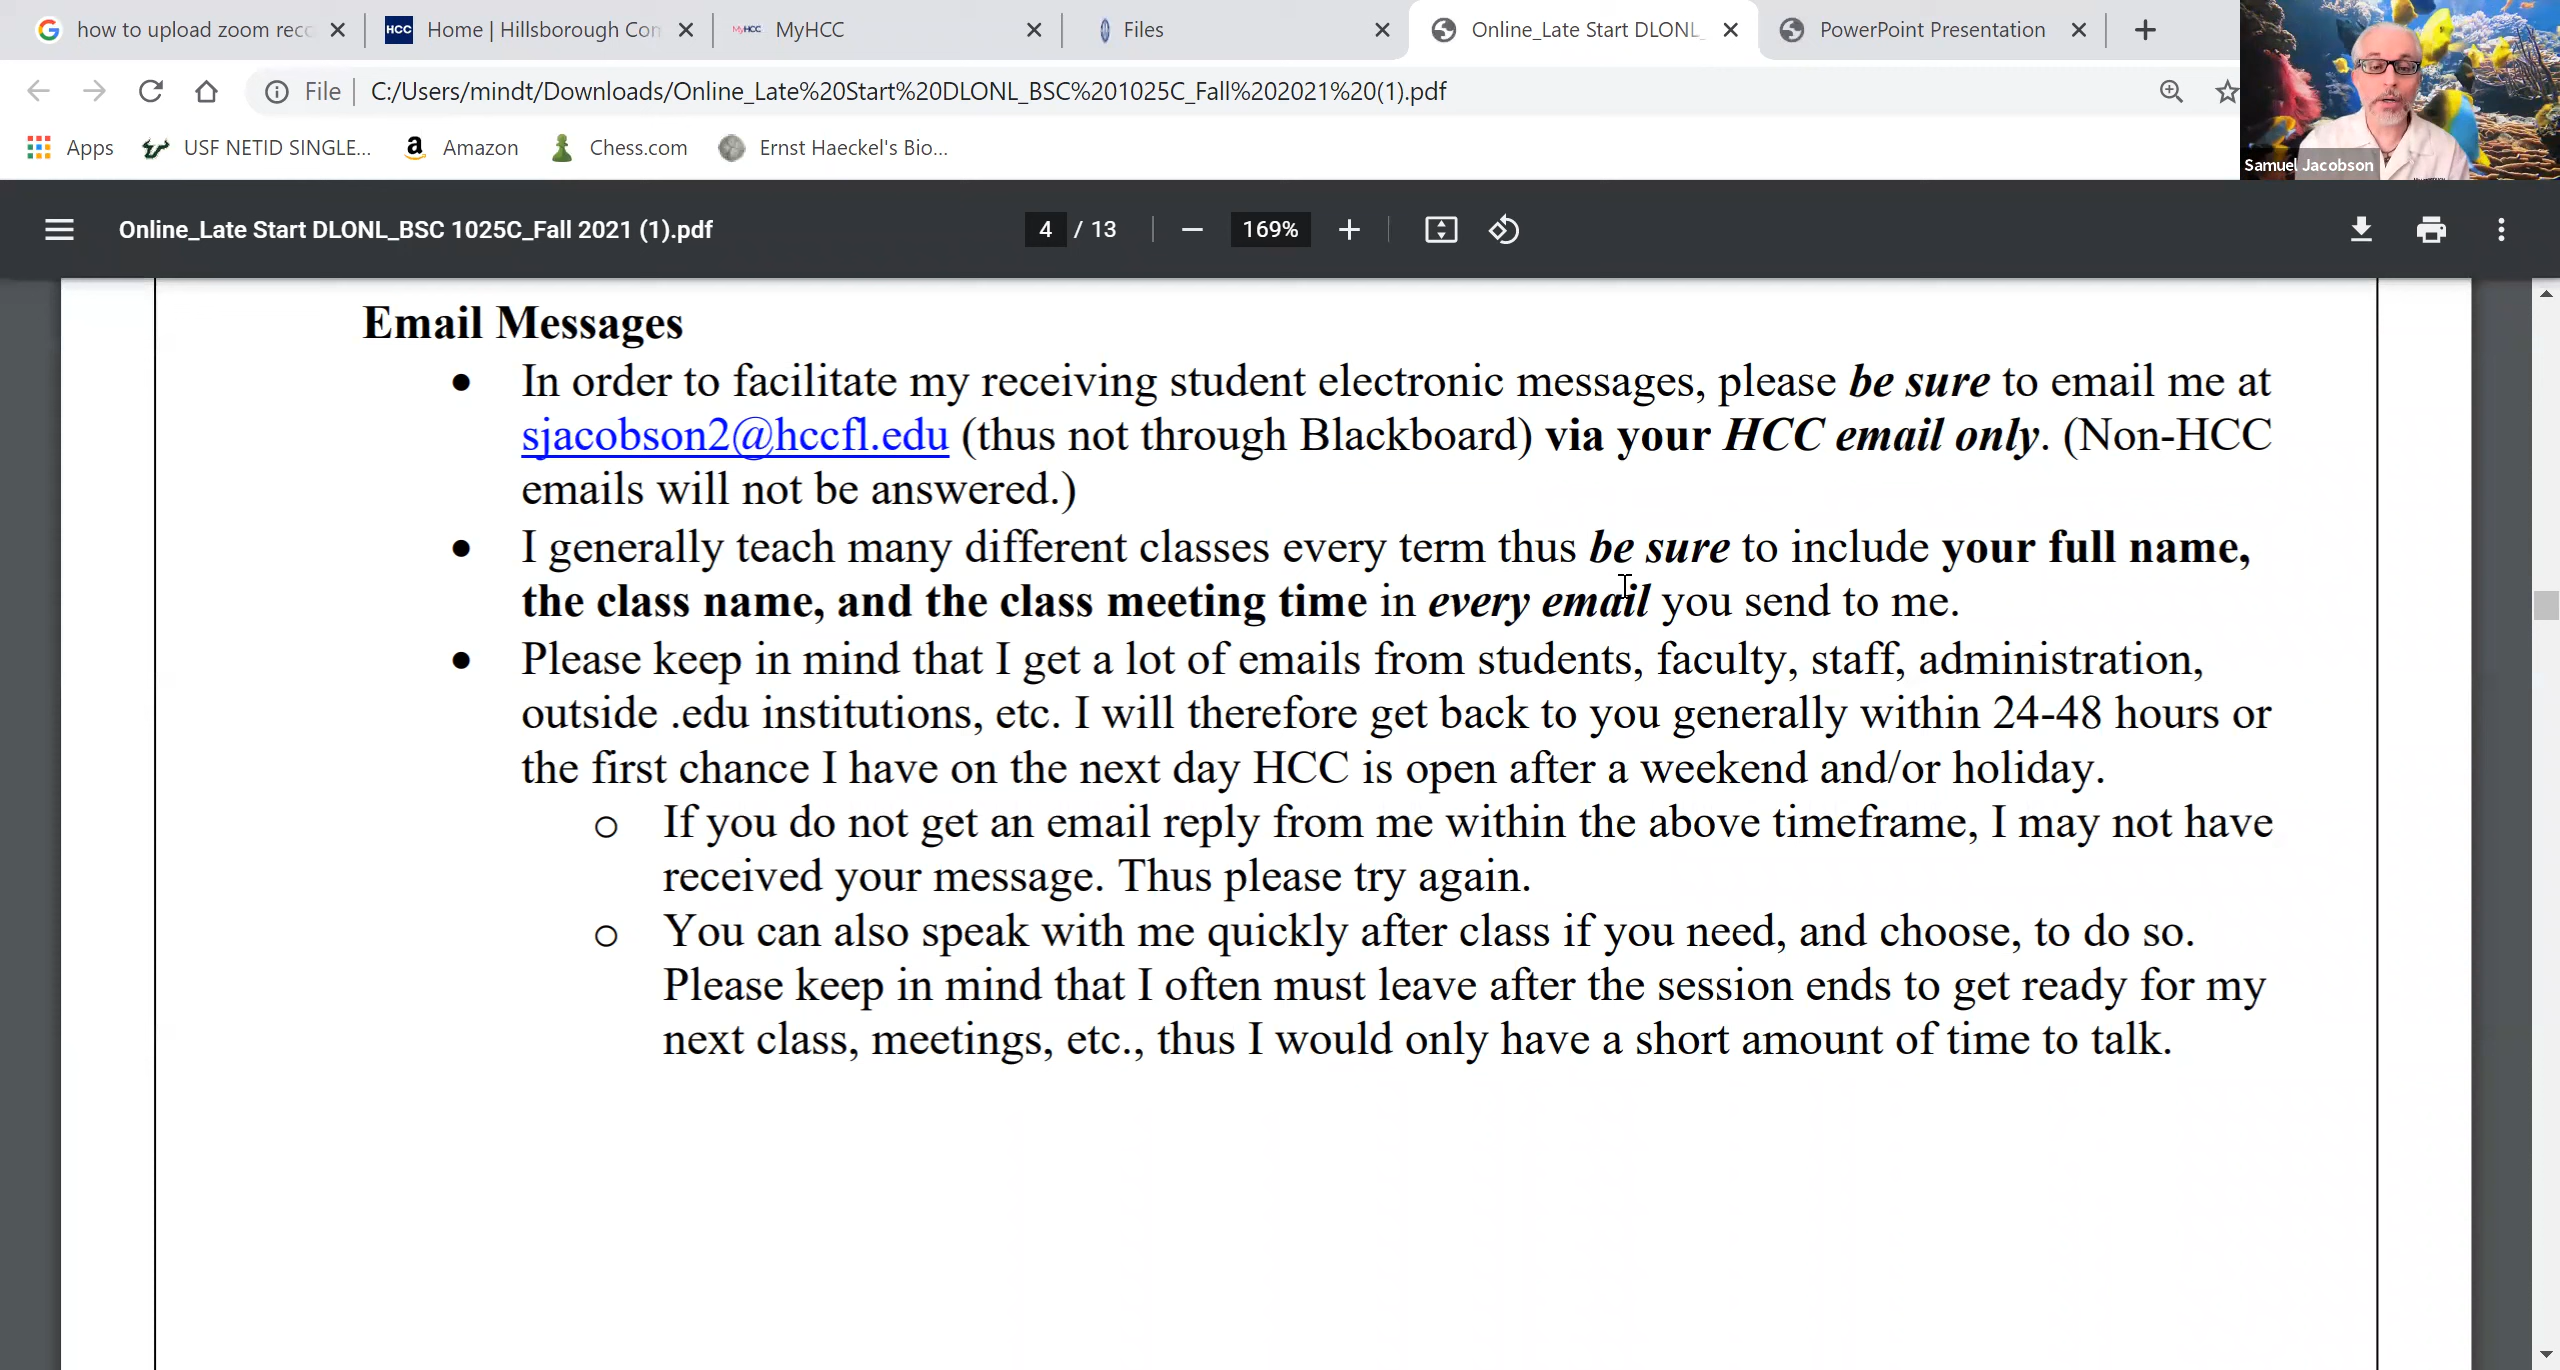 how to upload zoom rec
Home | Hillsborough Com
MyHCC
MyHCC
Files
Online_Late Start DLONL_
PowerPoint Presentation
HCC
File
C:/Users/mindt/Downloads/Online_Late%20Start%20DLONL_BSC%201025C_Fall%202021%20(1).pdf
Apps
USF NETID SINGLE...
Amazon
Chess.com
Ernst Haeckel's Bio...
Samuel Jacobson
Online_Late Start DLONL_BSC 1025C_Fall 2021 (1).pdf
4 / 13
169%
Email Messages
In order to facilitate my receiving student electronic messages, please be sure to email me at
sjacobson2@hccfl.edu (thus not through Blackboard) via your HCC email only. (Non-HCC
emails will not be answered.)
I generally teach many different classes every term thus be sure to include your full name,
the class name, and the class meeting time in every email you send to me.
Please keep in mind that I get a lot of emails from students, faculty, staff, administration,
outside .edu institutions, etc. I will therefore get back to you generally within 24-48 hours or
the first chance I have on the next day HCC is open after a weekend and/or holiday.
If you do not get an email reply from me within the above timeframe, I may not have
received your message. Thus please try again.
You can also speak with me quickly after class if you need, and choose, to do so.
Please keep in mind that I often must leave after the session ends to get ready for my
next class, meetings, etc., thus I would only have a short amount of time to talk.